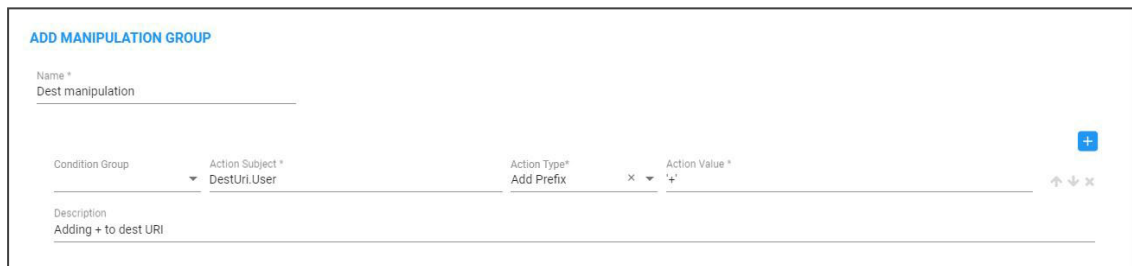 ADD MANIPULATION GROUP
Name *
Dest manipulation
+
Condition Group Action Subject * Action Type* Action Value *
DestUri.User Add Prefix × '+'
Description
Adding + to dest URI